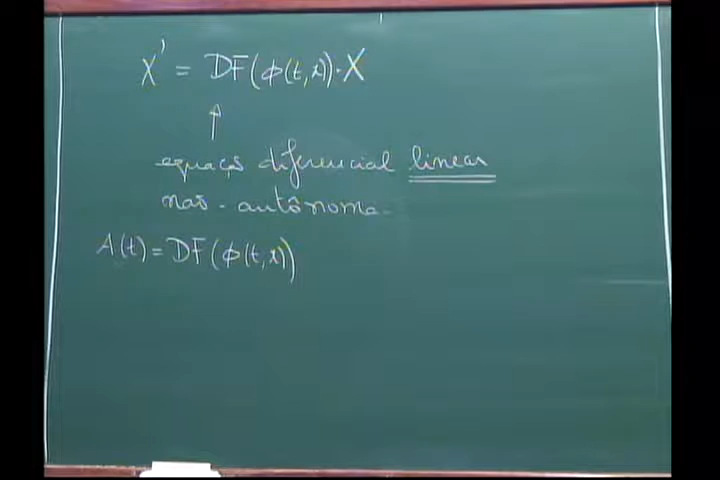 X' = DF(φ(t,x))·X
↑
equação diferencial linear
não-autônoma.
A(t) = DF(φ(t,x))